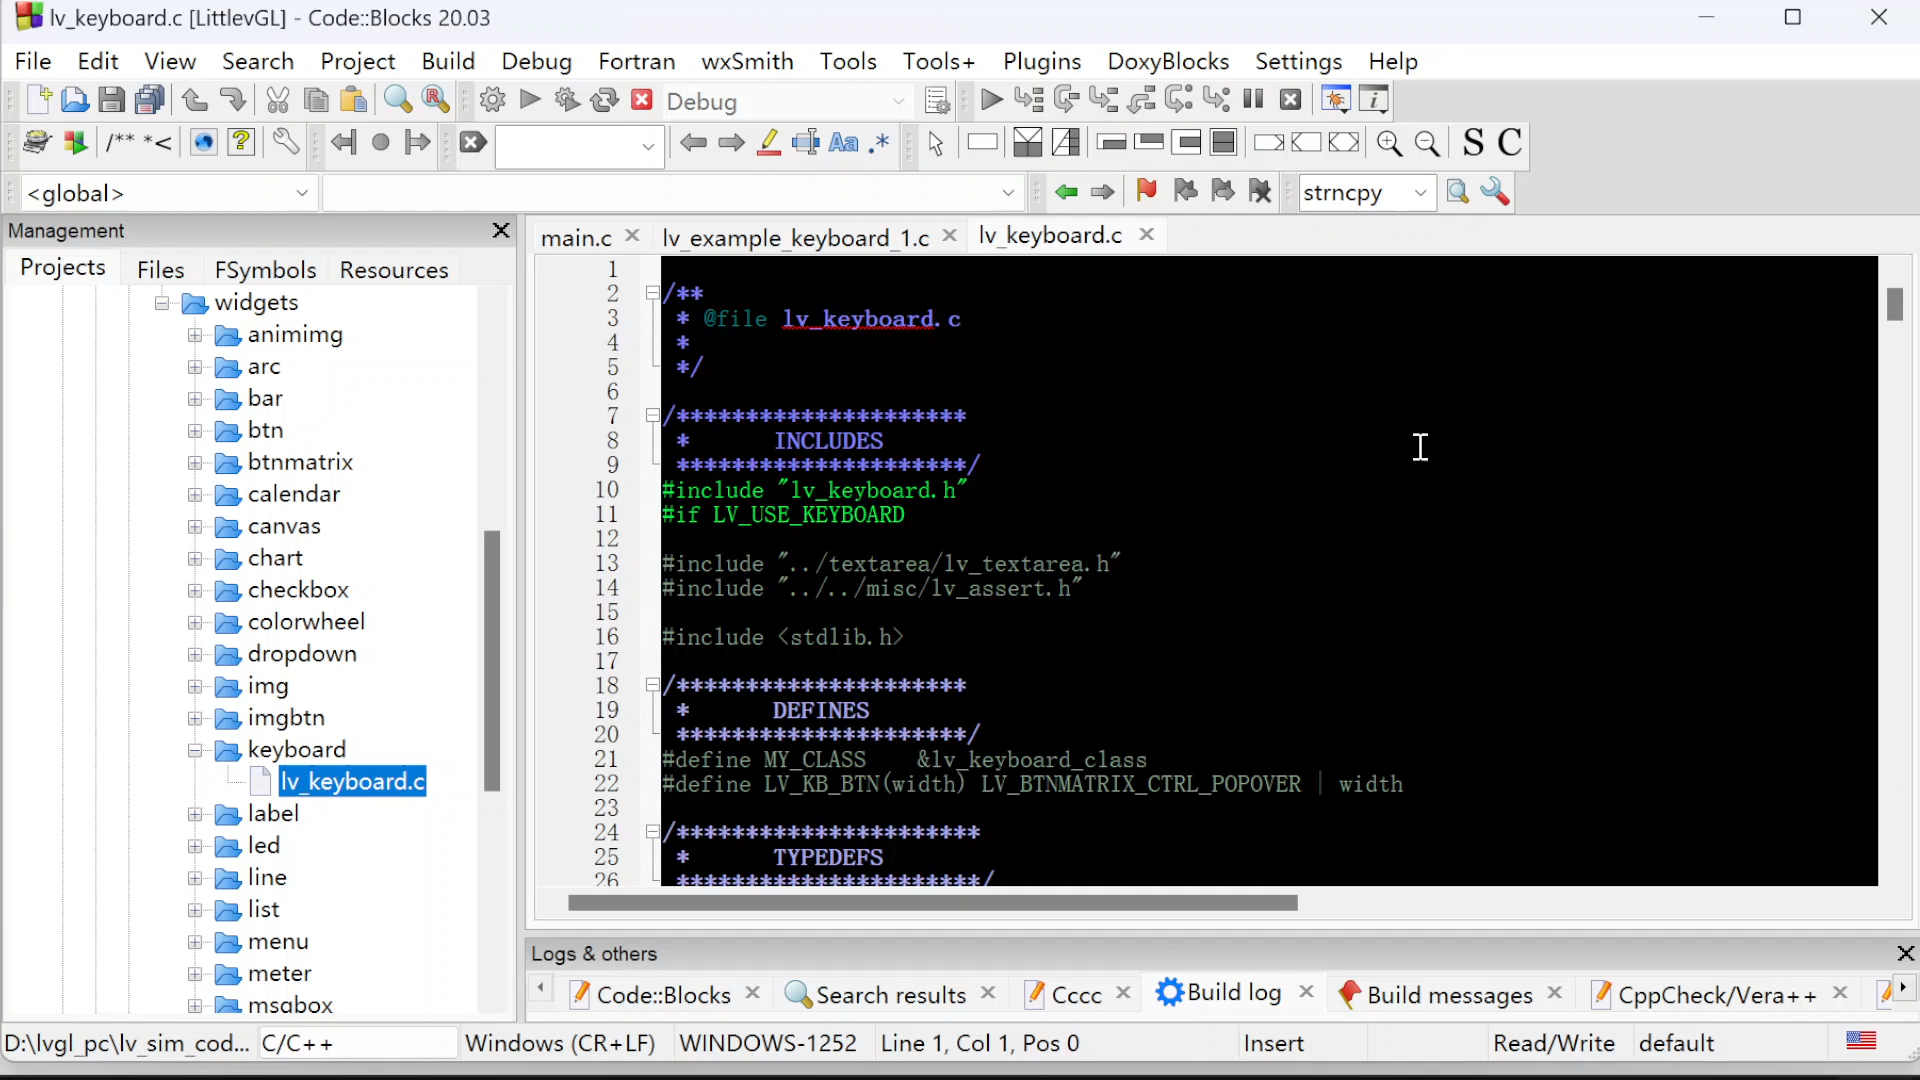 lv_keyboard.c [LittlevGL] - Code::Blocks 20.03
File Edit View Search Project Build Debug Fortran wxSmith Tools Tools+ Plugins DoxyBlocks Settings Help
Debug
/** *< Aa .* S C
<global> strncpy
Management
Projects Files FSymbols Resources
widgets
animimg
arc
bar
btn
btnmatrix
calendar
canvas
chart
checkbox
colorwheel
dropdown
img
imgbtn
keyboard
lv_keyboard.c
label
led
line
list
menu
meter
msgbox
main.c lv_example_keyboard_1.c lv_keyboard.c
1
2 /**
3 * @file lv_keyboard.c
4 *
5 */
6
7 /*********************
8 * INCLUDES
9 *********************/
10 #include "lv_keyboard.h"
11 #if LV_USE_KEYBOARD
12
13 #include "../textarea/lv_textarea.h"
14 #include "../../misc/lv_assert.h"
15
16 #include <stdlib.h>
17
18 /*********************
19 * DEFINES
20 *********************/
21 #define MY_CLASS &lv_keyboard_class
22 #define LV_KB_BTN(width) LV_BTNMATRIX_CTRL_POPOVER | width
23
24 /**********************
25 * TYPEDEFS
26 **********************/
Logs & others
Code::Blocks Search results Cccc Build log Build messages CppCheck/Vera++
D:\lvgl_pc\lv_sim_cod... C/C++ Windows (CR+LF) WINDOWS-1252 Line 1, Col 1, Pos 0 Insert Read/Write default